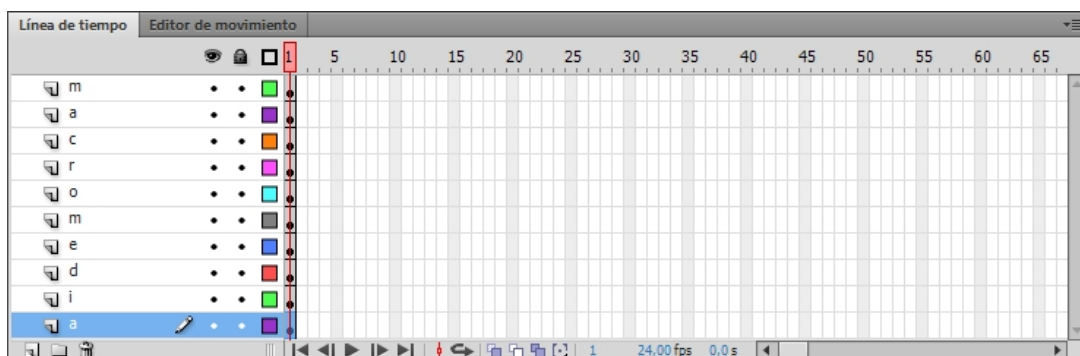 Línea de tiempo Editor de movimiento
1 5 10 15 20 25 30 35 40 45 50 55 60 65
m
a
c
r
o
m
e
d
i
a
1 24.00 fps 0.0 s